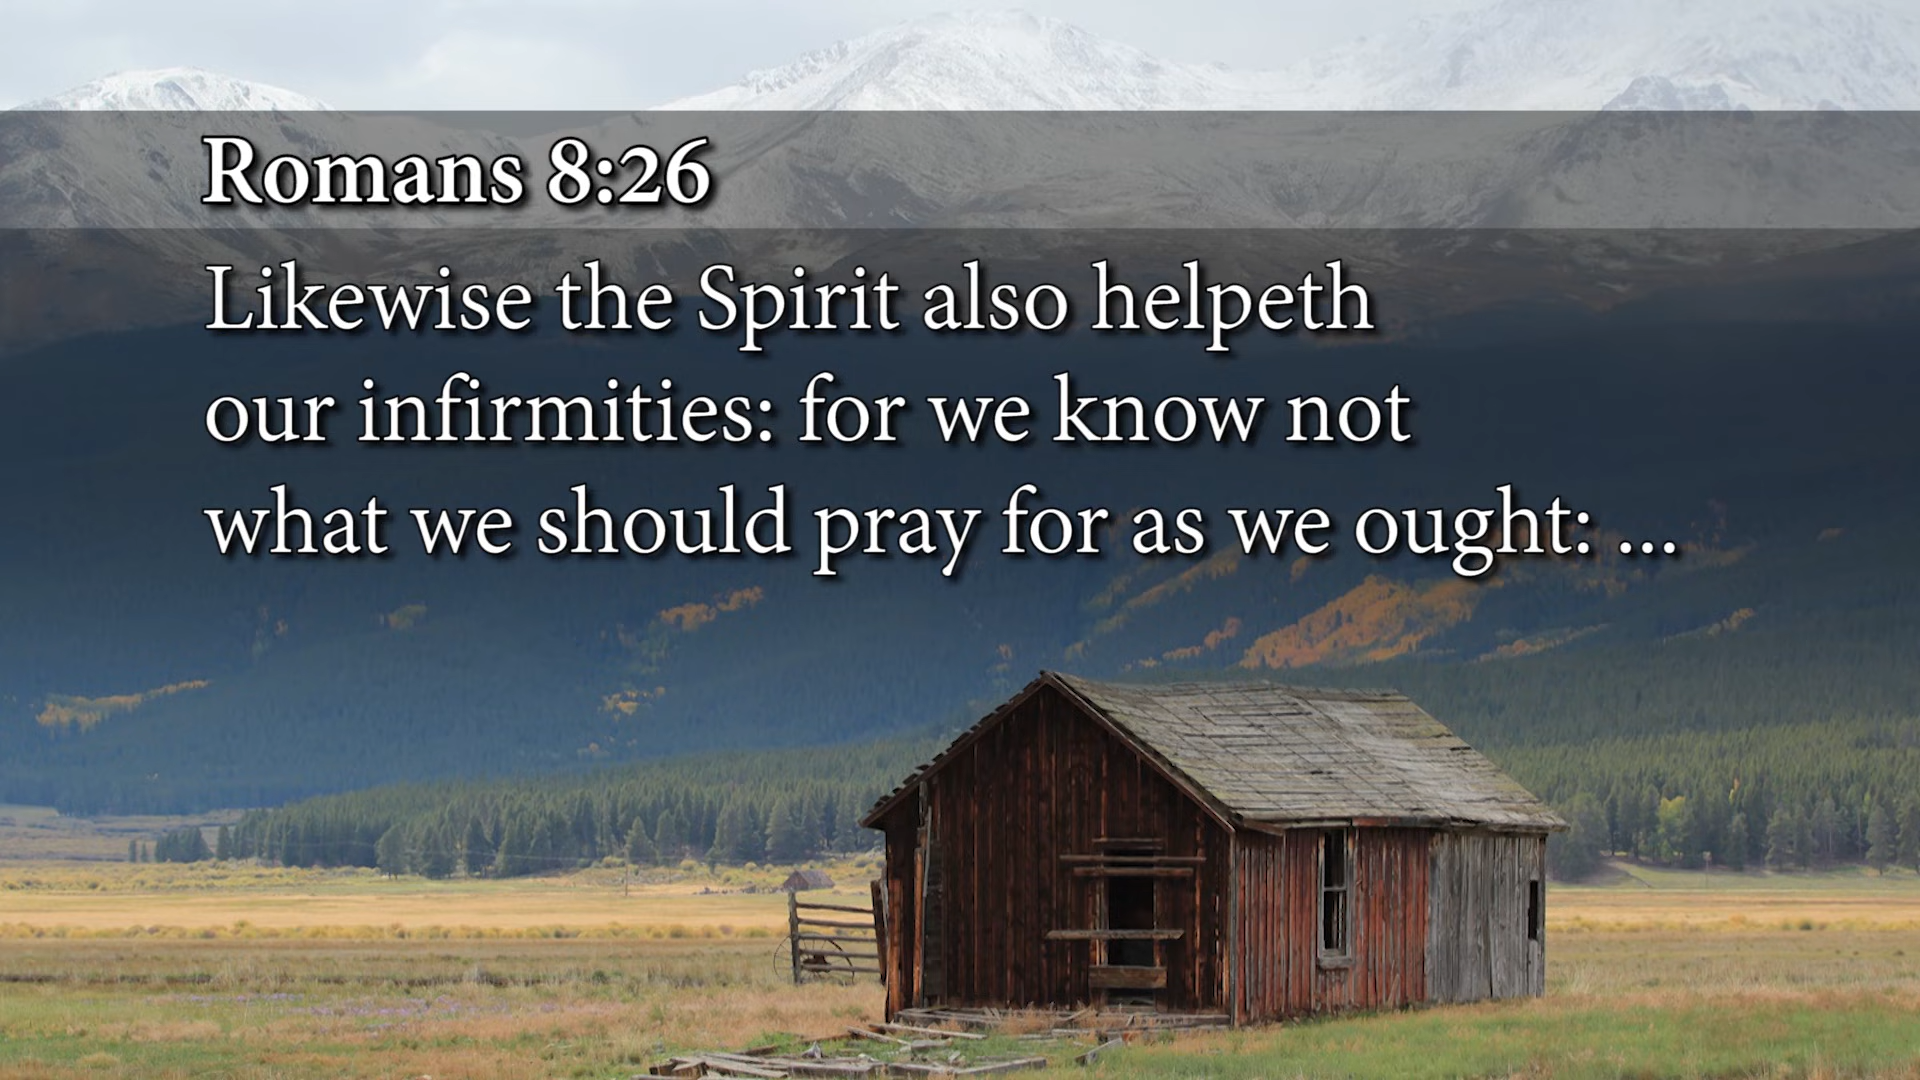 Romans 8:26
Likewise the Spirit also helpeth
our infirmities: for we know not
what we should pray for as we ought: ...